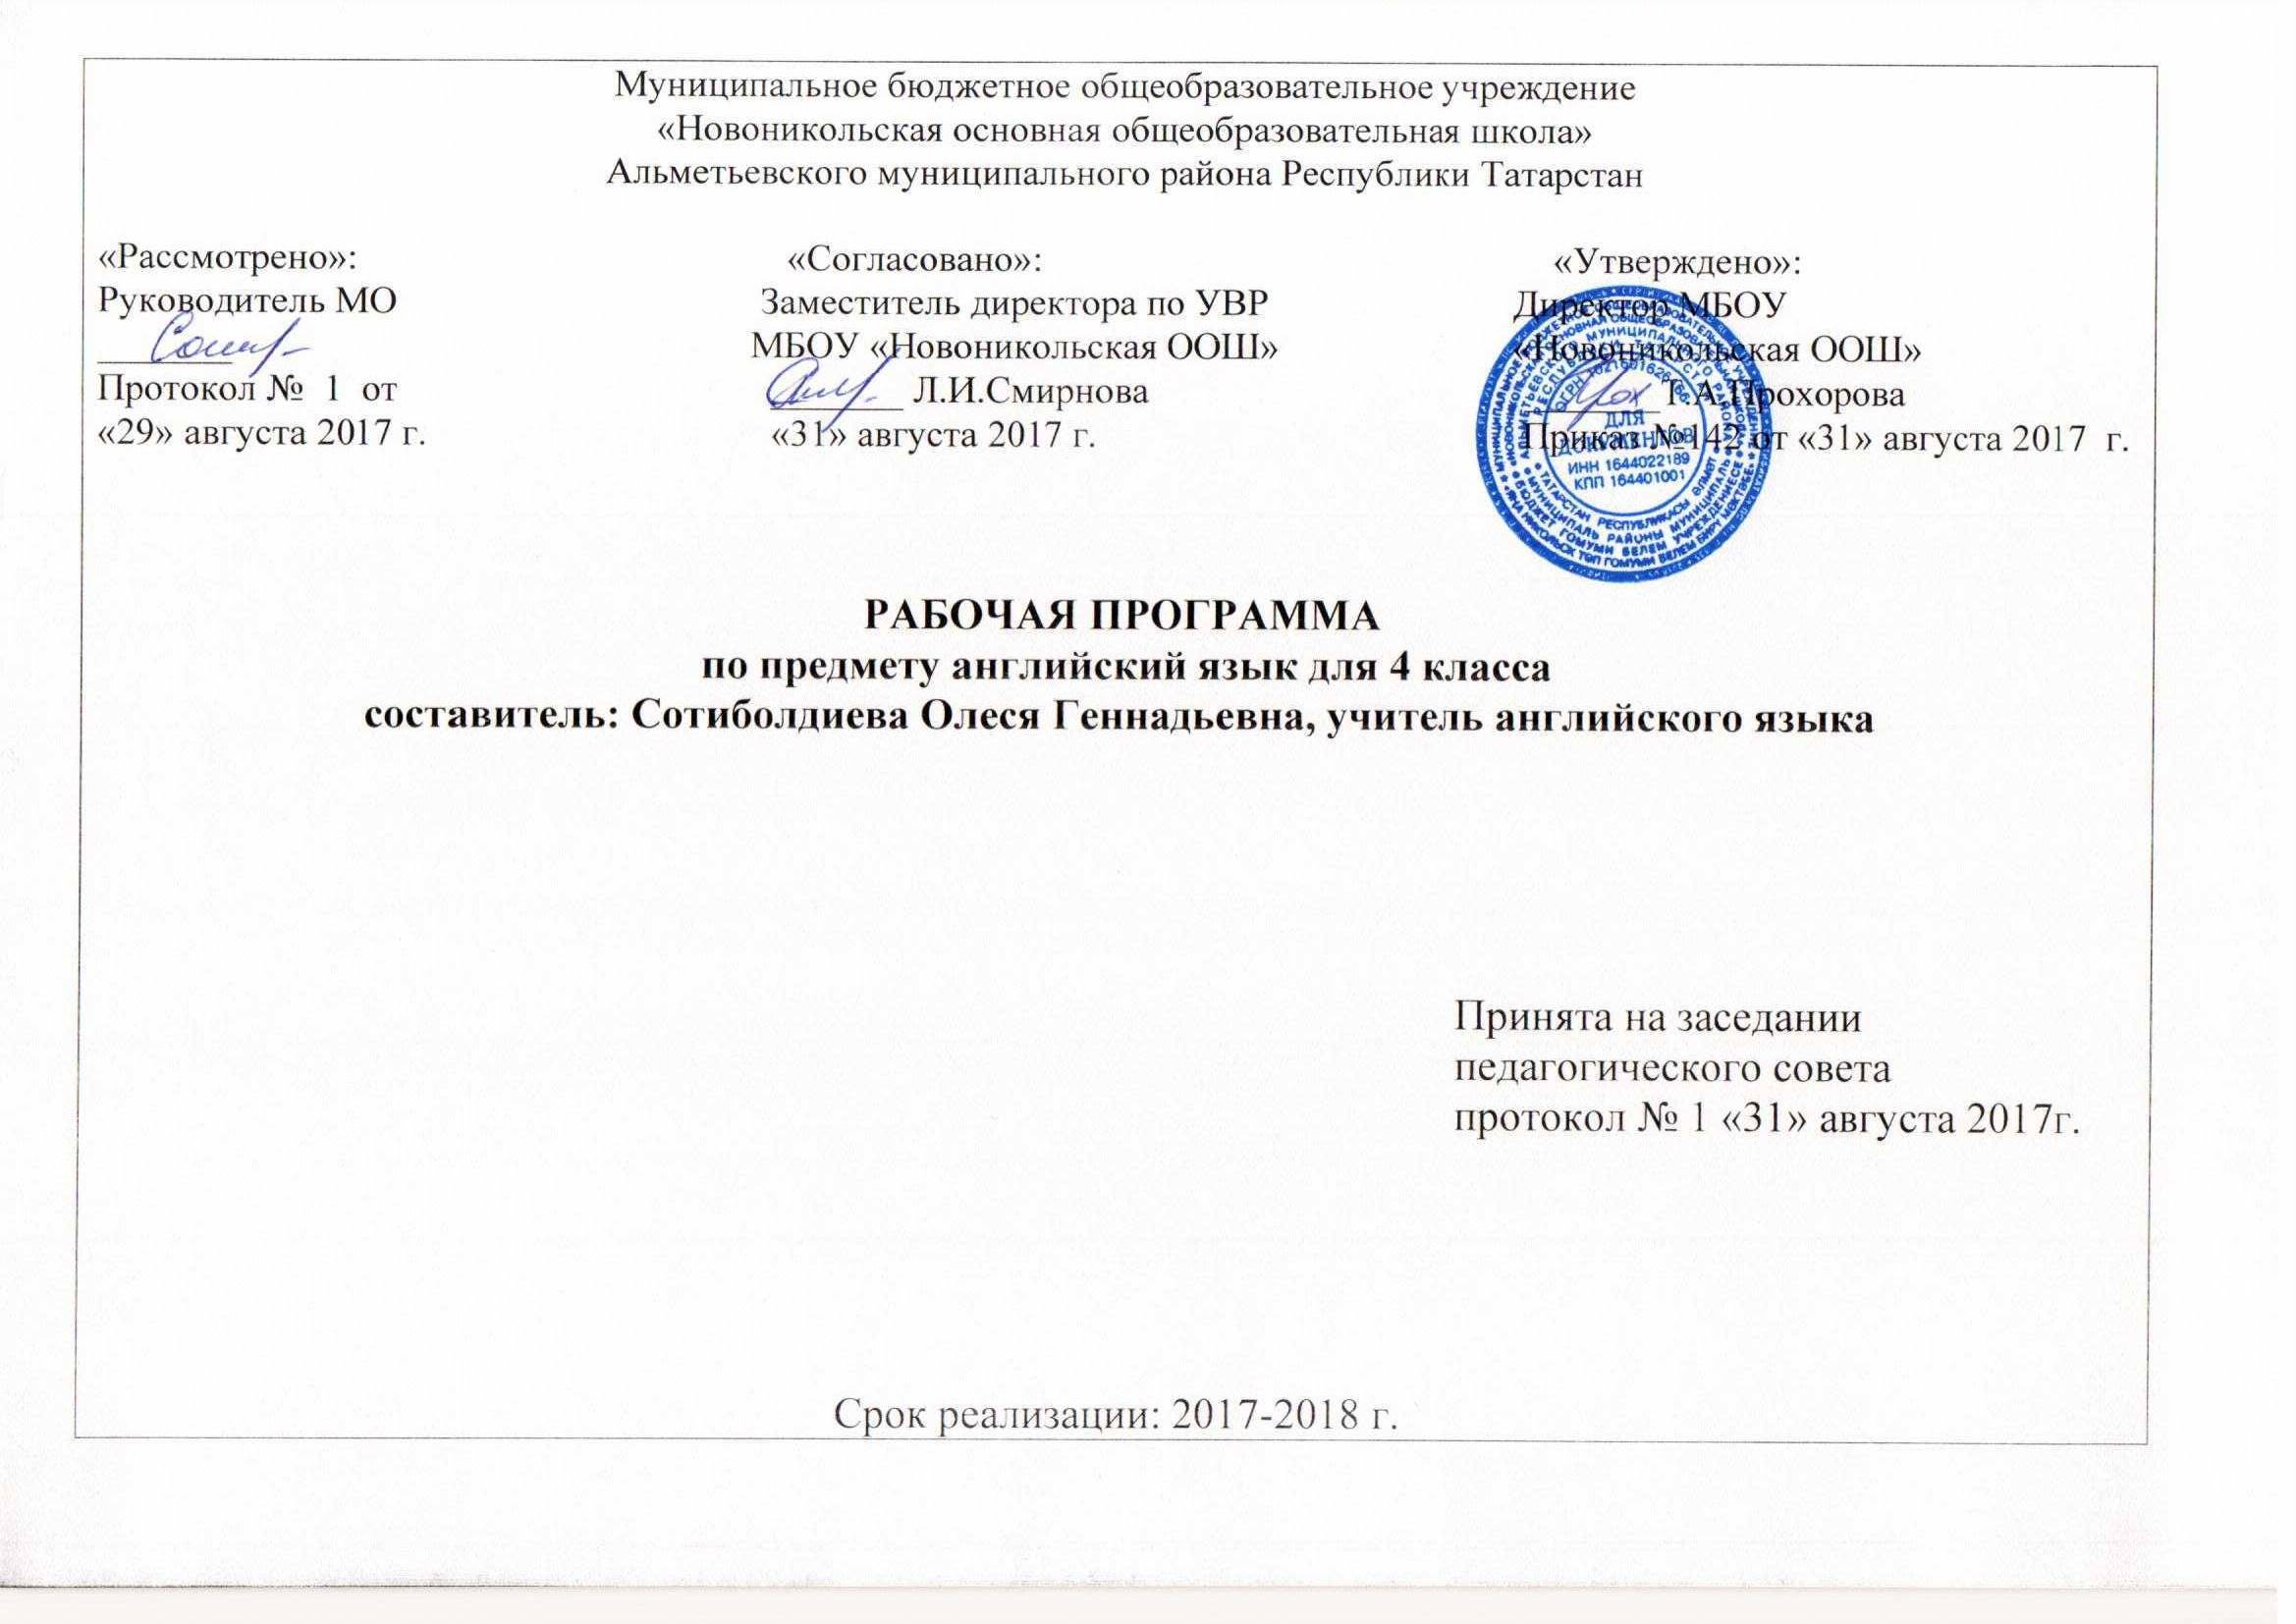 Муниципальное бюджетное общеобразовательное учреждение
«Новоникольская основная общеобразовательная школа»
Альметьевского муниципального района Республики Татарстан
«Рассмотрено»:
Руководитель МО
Протокол № 1 от
«29» августа 2017 г.
«Согласовано»:
Заместитель директора по УВР
МБОУ «Новоникольская ООШ»
Л.И.Смирнова
«31» августа 2017 г.
«Утверждено»:
Директор МБОУ
«Новоникольская ООШ»
Т.А.Прохорова
Приказ №142 от «31» августа 2017 г.
ДЛЯ
ДОКУМЕНТОВ
ИНН 1644022189
КПП 164401001
РАБОЧАЯ ПРОГРАММА
по предмету английский язык для 4 класса
составитель: Сотиболдиева Олеся Геннадьевна, учитель английского языка
Принята на заседании
педагогического совета
протокол № 1 «31» августа 2017г.
Срок реализации: 2017-2018 г.